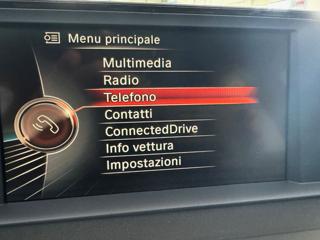 Menu principale
Multimedia
Radio
Telefono
Contatti
ConnectedDrive
Info vettura
Impostazioni